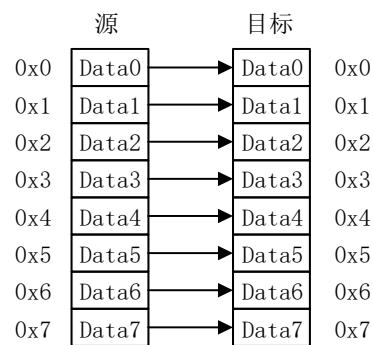 源 目标
0x0 Data0 Data0 0x0
0x1 Data1 Data1 0x1
0x2 Data2 Data2 0x2
0x3 Data3 Data3 0x3
0x4 Data4 Data4 0x4
0x5 Data5 Data5 0x5
0x6 Data6 Data6 0x6
0x7 Data7 Data7 0x7